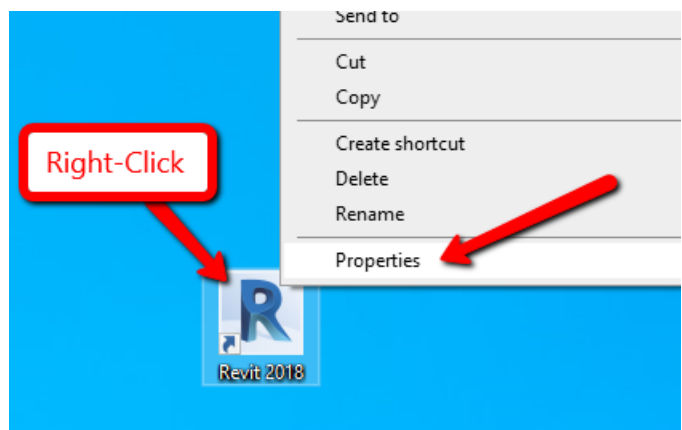 Send to
Cut
Copy
Create shortcut
Delete
Rename
Properties
Right-Click
R
Revit 2018